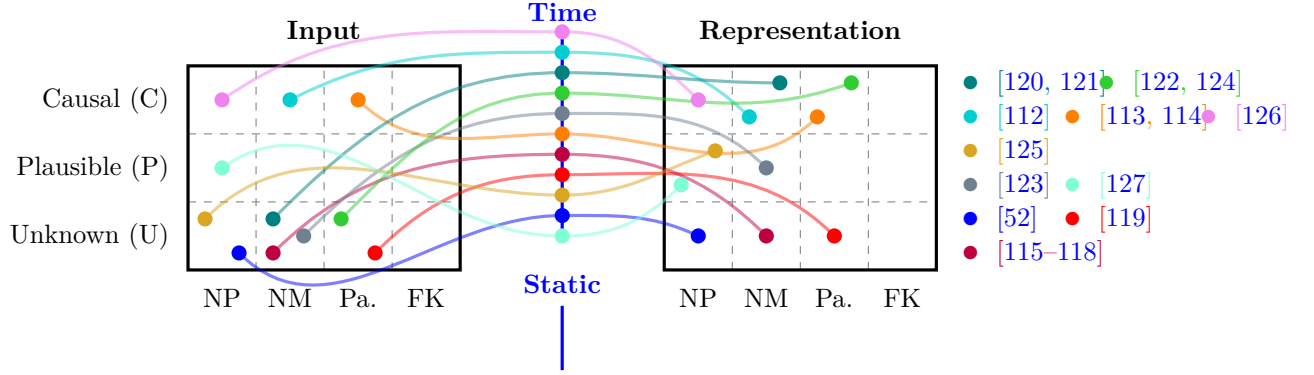 Time
Input
Representation
Causal (C)
Plausible (P)
Unknown (U)
NP NM Pa. FK
Static
NP NM Pa. FK
[120, 121] [122, 124]
[112] [113, 114] [126]
[125]
[123] [127]
[52] [119]
[115–118]